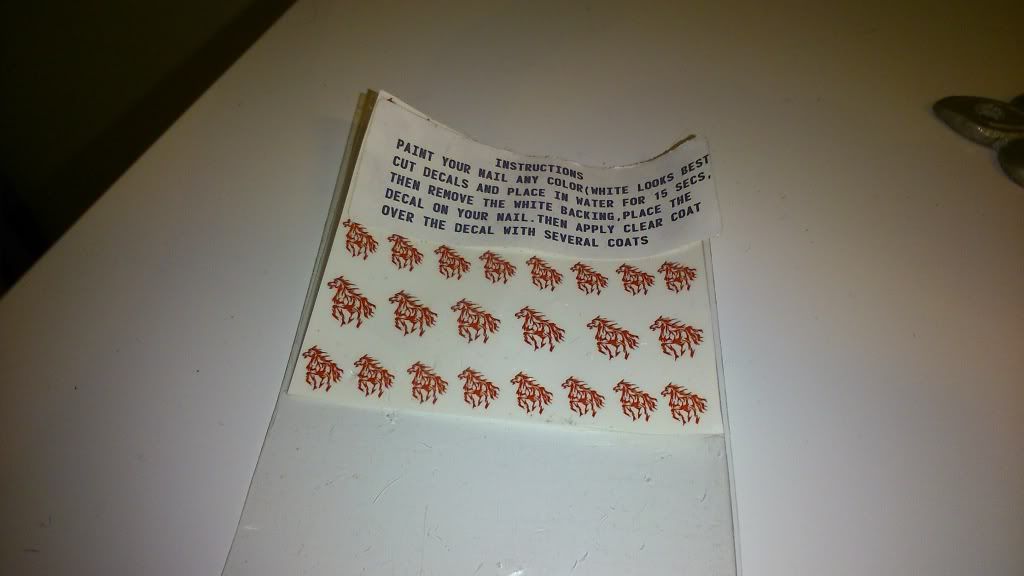 INSTRUCTIONS
PAINT YOUR NAIL ANY COLOR(WHITE LOOKS BEST
CUT DECALS AND PLACE IN WATER FOR 15 SECS,
THEN REMOVE THE WHITE BACKING,PLACE THE
DECAL ON YOUR NAIL.THEN APPLY CLEAR COAT
OVER THE DECAL WITH SEVERAL COATS